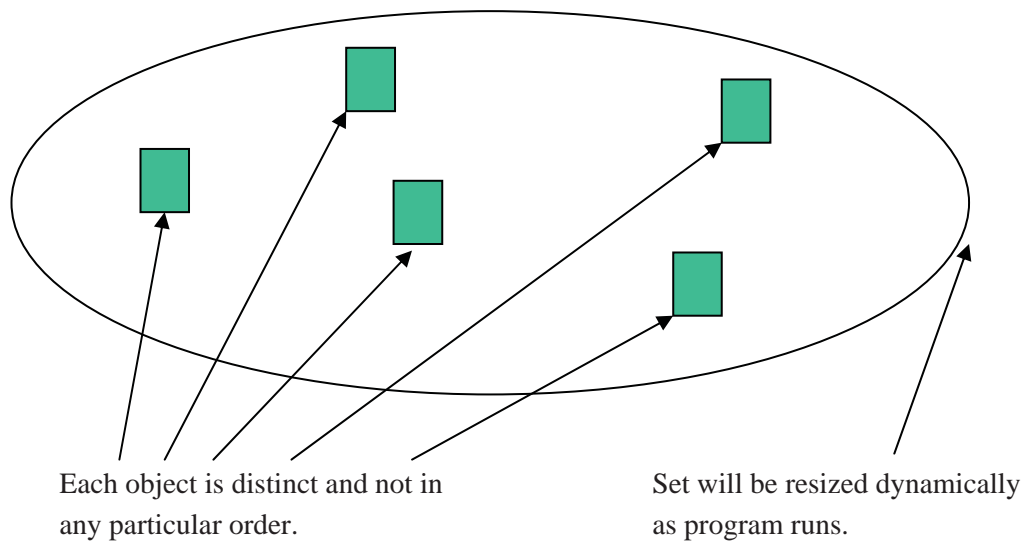 Each object is distinct and not in
any particular order.
Set will be resized dynamically
as program runs.